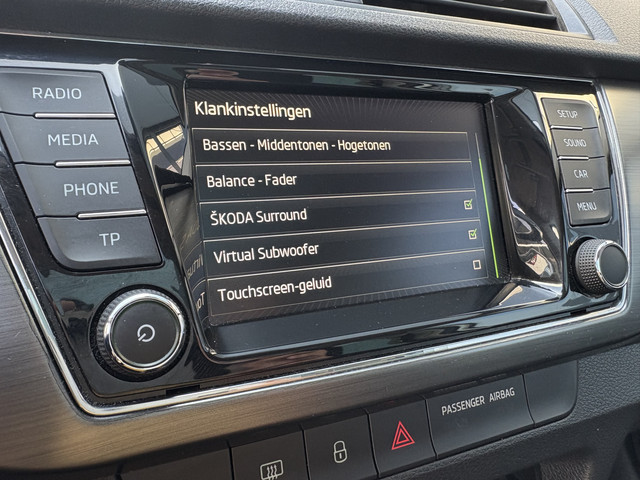 RADIO
MEDIA
PHONE
TP
Klankinstellingen
Bassen - Middentonen - Hogetonen
Balance - Fader
ŠKODA Surround
Virtual Subwoofer
Touchscreen-geluid
SETUP
SOUND
CAR
MENU
PASSENGER AIRBAG